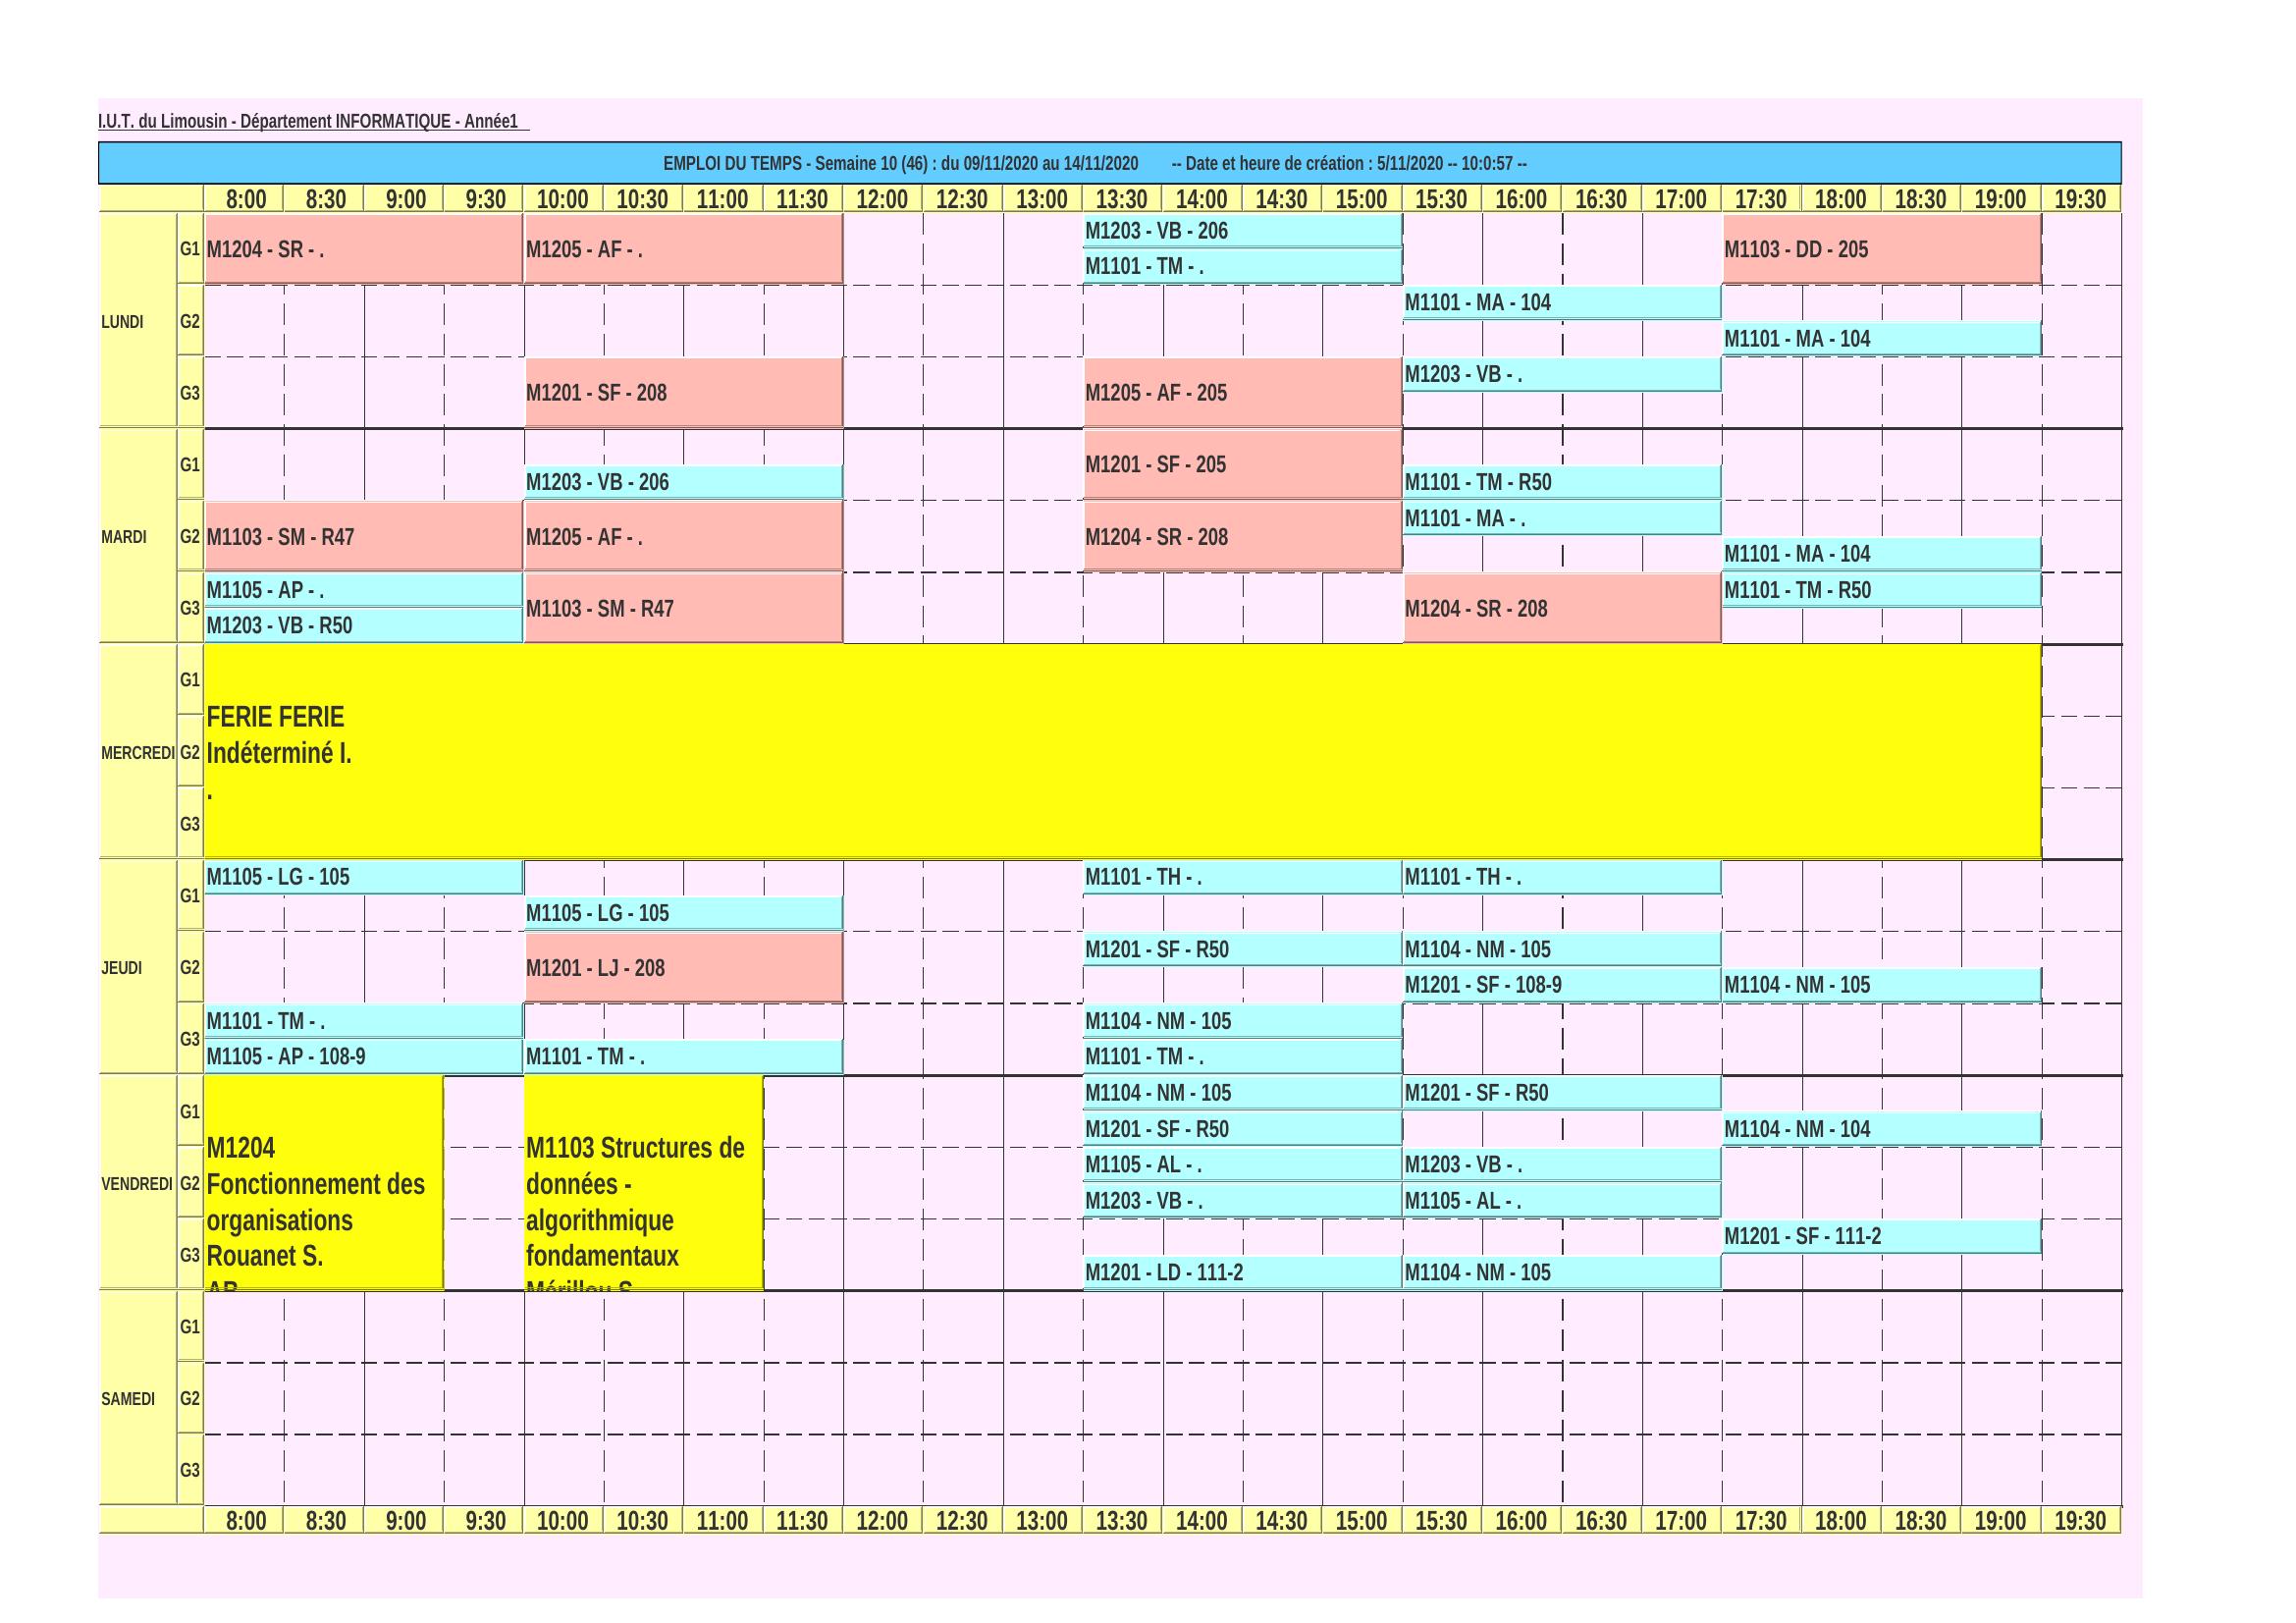 I.U.T. du Limousin - Département INFORMATIQUE - Année1
EMPLOI DU TEMPS - Semaine 10 (46) : du 09/11/2020 au 14/11/2020 -- Date et heure de création : 5/11/2020 -- 10:0:57 --
8:00 8:30 9:00 9:30 10:00 10:30 11:00 11:30 12:00 12:30 13:00 13:30 14:00 14:30 15:00 15:30 16:00 16:30 17:00 17:30 18:00 18:30 19:00 19:30
LUNDI
G1
M1204 - SR - .
M1205 - AF - .
M1203 - VB - 206
M1101 - TM - .
M1103 - DD - 205
G2
M1101 - MA - 104
M1101 - MA - 104
G3
M1201 - SF - 208
M1205 - AF - 205
M1203 - VB - .
MARDI
G1
M1203 - VB - 206
M1201 - SF - 205
M1101 - TM - R50
G2
M1103 - SM - R47
M1205 - AF - .
M1204 - SR - 208
M1101 - MA - .
M1101 - MA - 104
G3
M1105 - AP - .
M1203 - VB - R50
M1103 - SM - R47
M1204 - SR - 208
M1101 - TM - R50
MERCREDI
G1
G2
G3
FERIE FERIE
Indéterminé I.
.
JEUDI
G1
M1105 - LG - 105
M1105 - LG - 105
M1101 - TH - .
M1101 - TH - .
G2
M1201 - LJ - 208
M1201 - SF - R50
M1104 - NM - 105
M1201 - SF - 108-9
M1104 - NM - 105
G3
M1101 - TM - .
M1105 - AP - 108-9
M1101 - TM - .
M1104 - NM - 105
M1101 - TM - .
VENDREDI
M1204
Fonctionnement des
organisations
Rouanet S.
M1103 Structures de
données -
algorithmique
fondamentaux
Mérillou S.
G1
M1104 - NM - 105
M1201 - SF - R50
M1201 - SF - R50
M1104 - NM - 104
G2
M1105 - AL - .
M1203 - VB - .
M1203 - VB - .
M1105 - AL - .
G3
M1201 - SF - 111-2
M1201 - LD - 111-2
M1104 - NM - 105
SAMEDI
G1
G2
G3
8:00 8:30 9:00 9:30 10:00 10:30 11:00 11:30 12:00 12:30 13:00 13:30 14:00 14:30 15:00 15:30 16:00 16:30 17:00 17:30 18:00 18:30 19:00 19:30